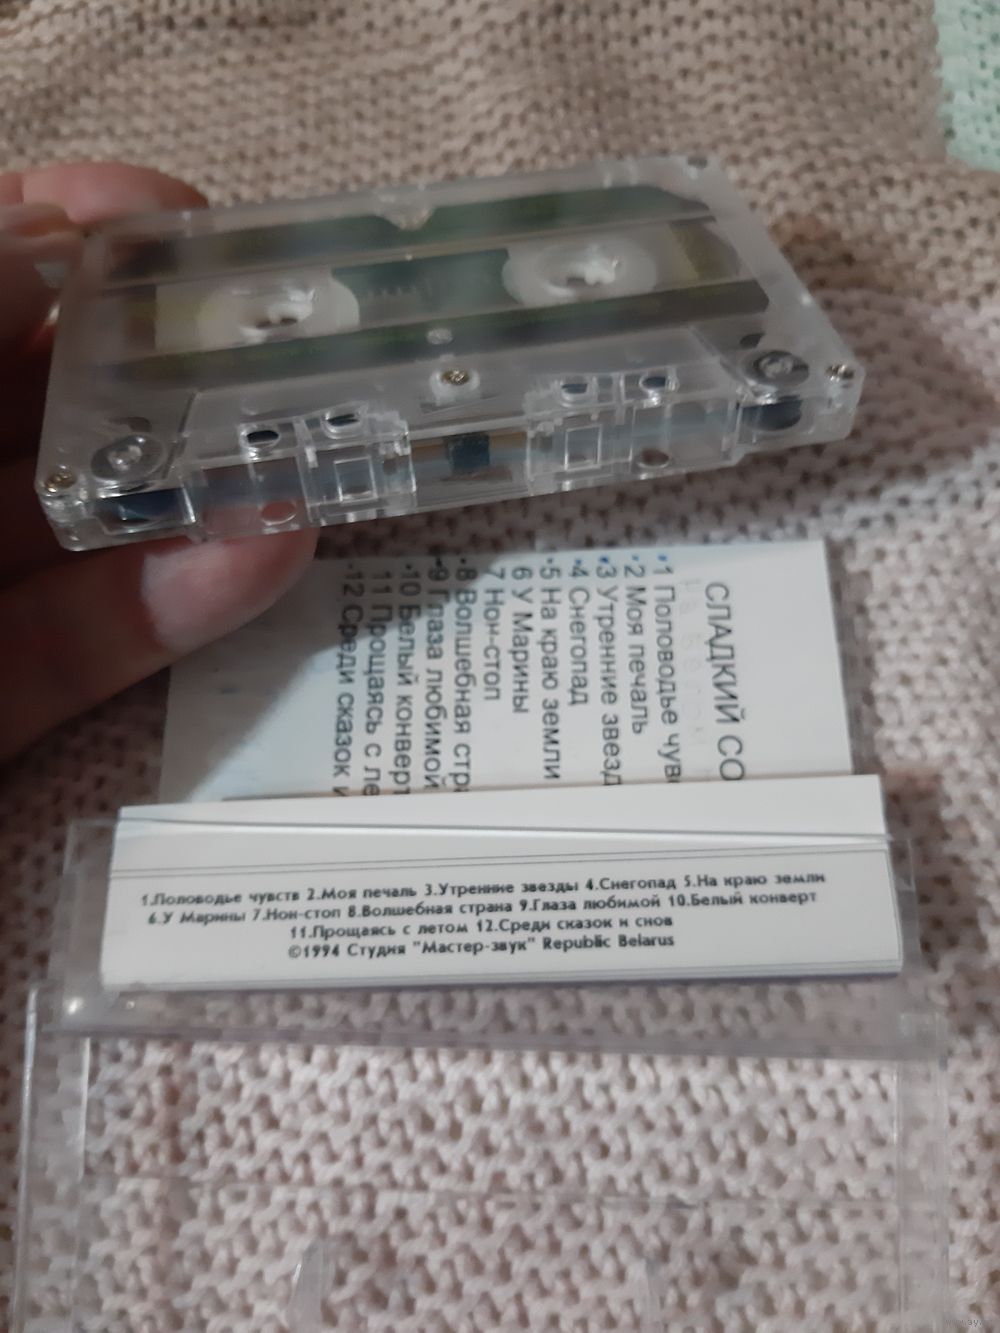 СЛАДКИЙ СО
1 Половодье чувс
2 Моя печаль
3 Утренние звезд
4 Снегопад
5 На краю земли
6 У Марины
7 Нон-стоп
8 Волшебная стра
9 Глаза любимой
10 Белый конверт
11 Прощаясь с ле
12 Среди сказок и
1.Половодье чувств 2.Моя печаль 3.Утренние звезды 4.Снегопад 5.На краю земли
6.У Марины 7.Нон-стоп 8.Волшебная страна 9.Глаза любимой 10.Белый конверт
11.Прощаясь с летом 12.Среди сказок и снов
©1994 Студия "Мастер-звук" Republic Belarus